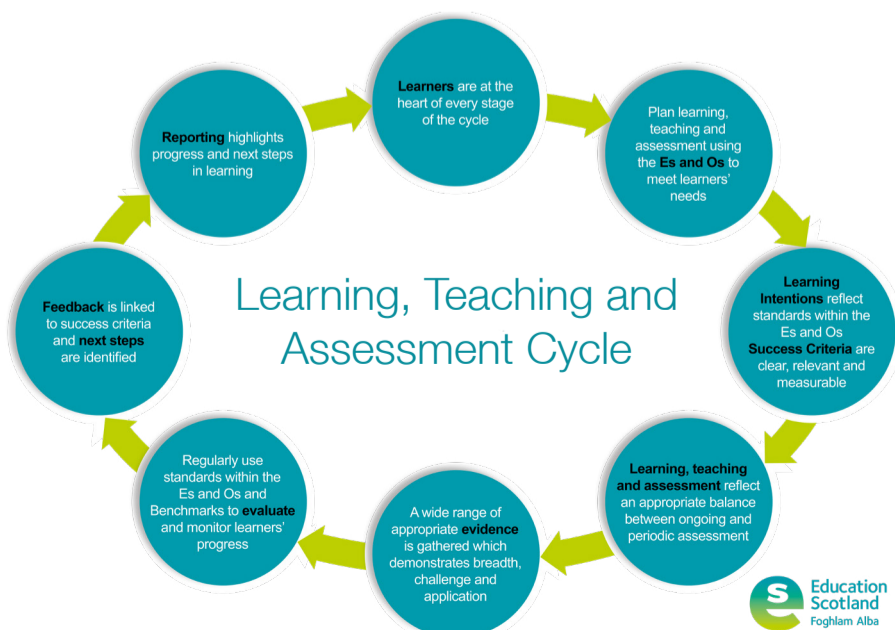 Learners are at the
heart of every stage
of the cycle
Plan learning,
teaching and
assessment using
the Es and Os to
meet learners'
needs
Learning
Intentions reflect
standards within the
Es and Os
Success Criteria are
clear, relevant and
measurable
Learning, teaching
and assessment reflect
an appropriate balance
between ongoing and
periodic assessment
A wide range of
appropriate evidence
is gathered which
demonstrates breadth,
challenge and
application
Regularly use
standards within the
Es and Os and
Benchmarks to evaluate
and monitor learners'
progress
Feedback is linked
to success criteria
and next steps
are identified
Reporting highlights
progress and next steps
in learning
Learning, Teaching and
Assessment Cycle
Education
Scotland
Foghlam Alba